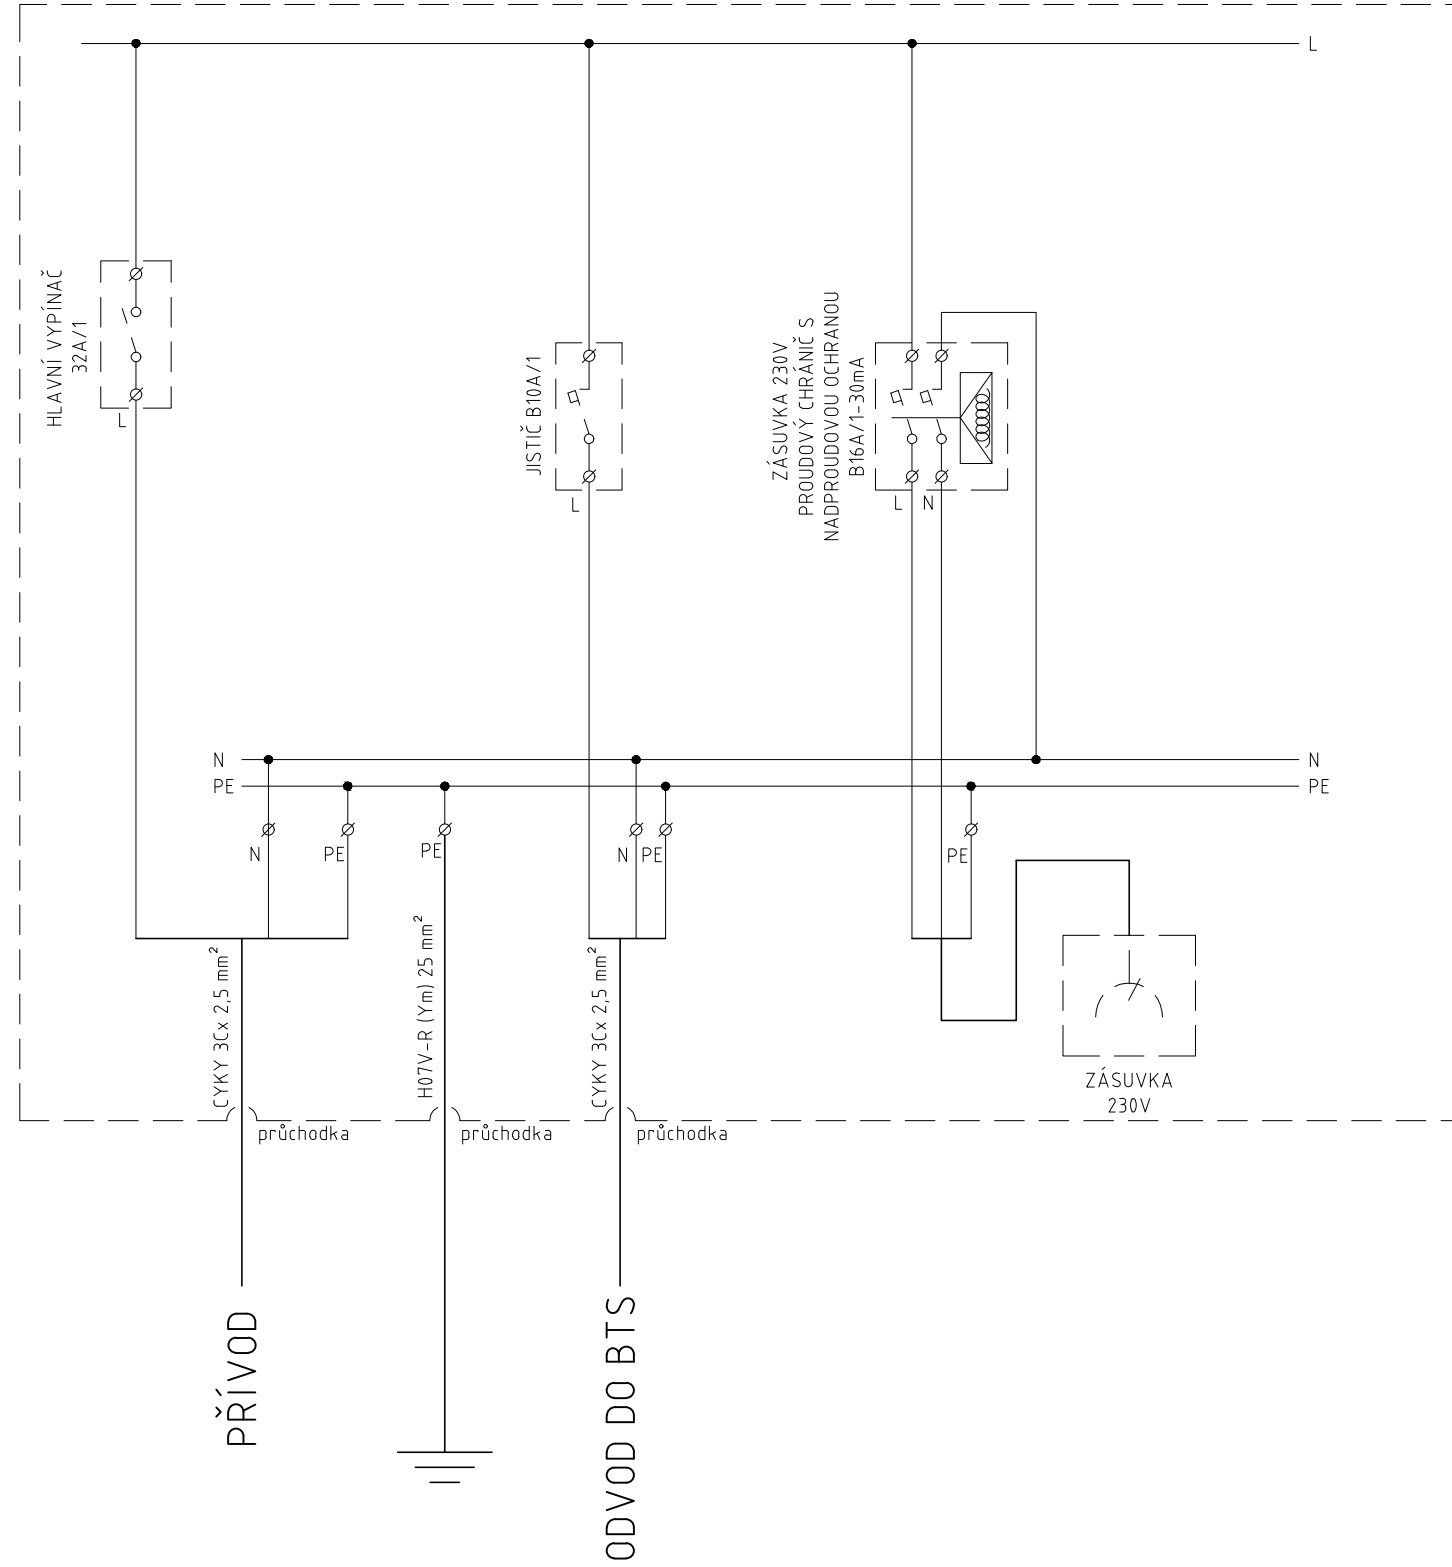 L
HLAVNÍ VYPÍNAČ
32A/1
L
JISTIČ B10A/1
L
ZÁSUVKA 230V
PROUDOVÝ CHRÁNIČ S
NADPROUDOVOU OCHRANOU
B16A/1-30mA
L N
N
N
PE
PE
N
PE
PE
N PE
PE
CYKY 3Cx 2,5 mm²
H07V-R (Ym) 25 mm²
CYKY 3Cx 2,5 mm²
ZÁSUVKA
230V
průchodka
průchodka
průchodka
PŘÍVOD
ODVOD DO BTS